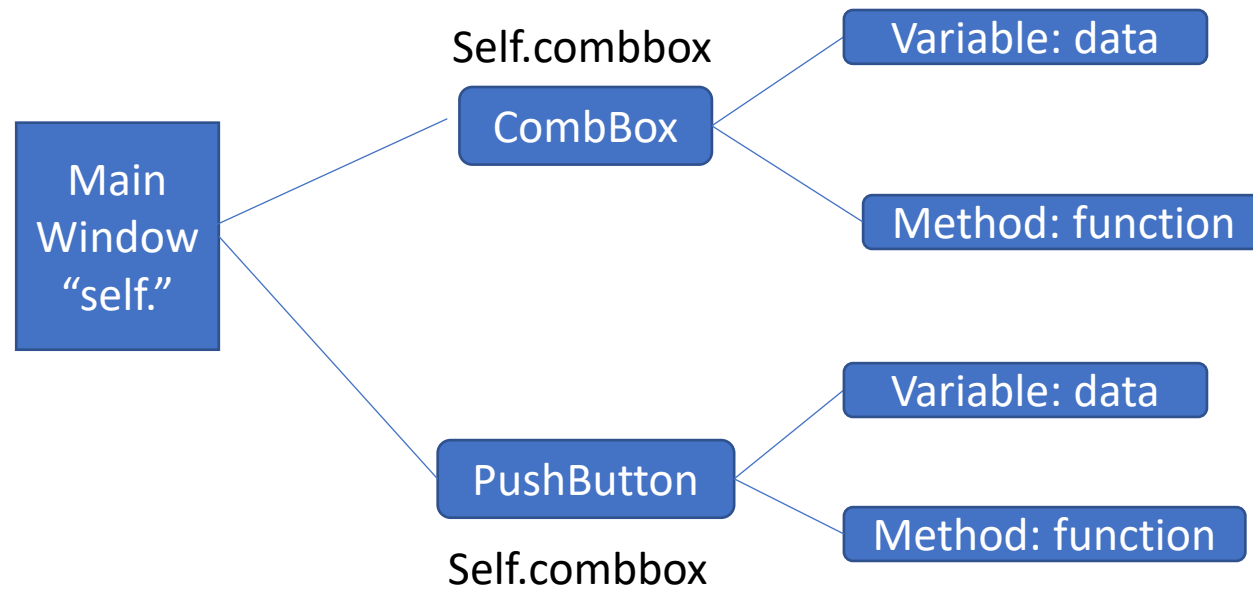 Self.combbox
Variable: data
CombBox
Main
Window
“self.”
Method: function
Variable: data
PushButton
Method: function
Self.combbox